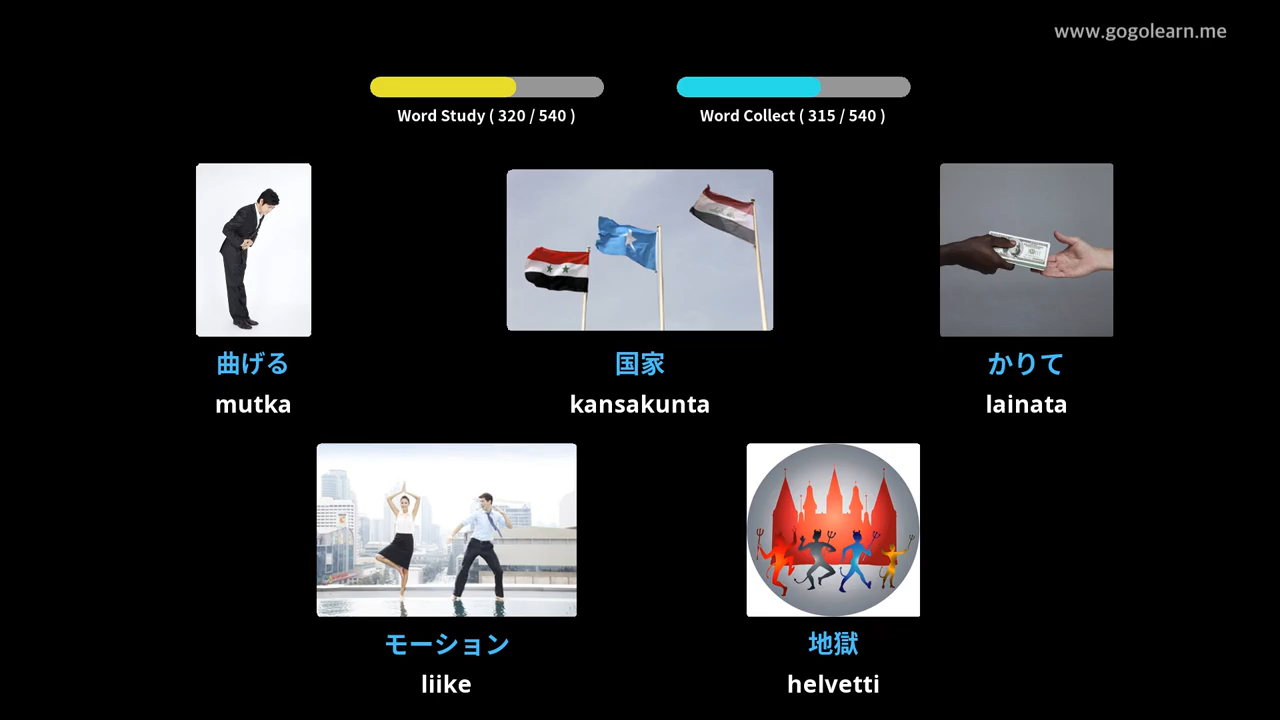 www.gogolearn.me
Word Study ( 320 / 540 )
Word Collect ( 315 / 540 )
曲げる
mutka
国家
kansakunta
かりて
lainata
モーション
liike
地獄
helvetti